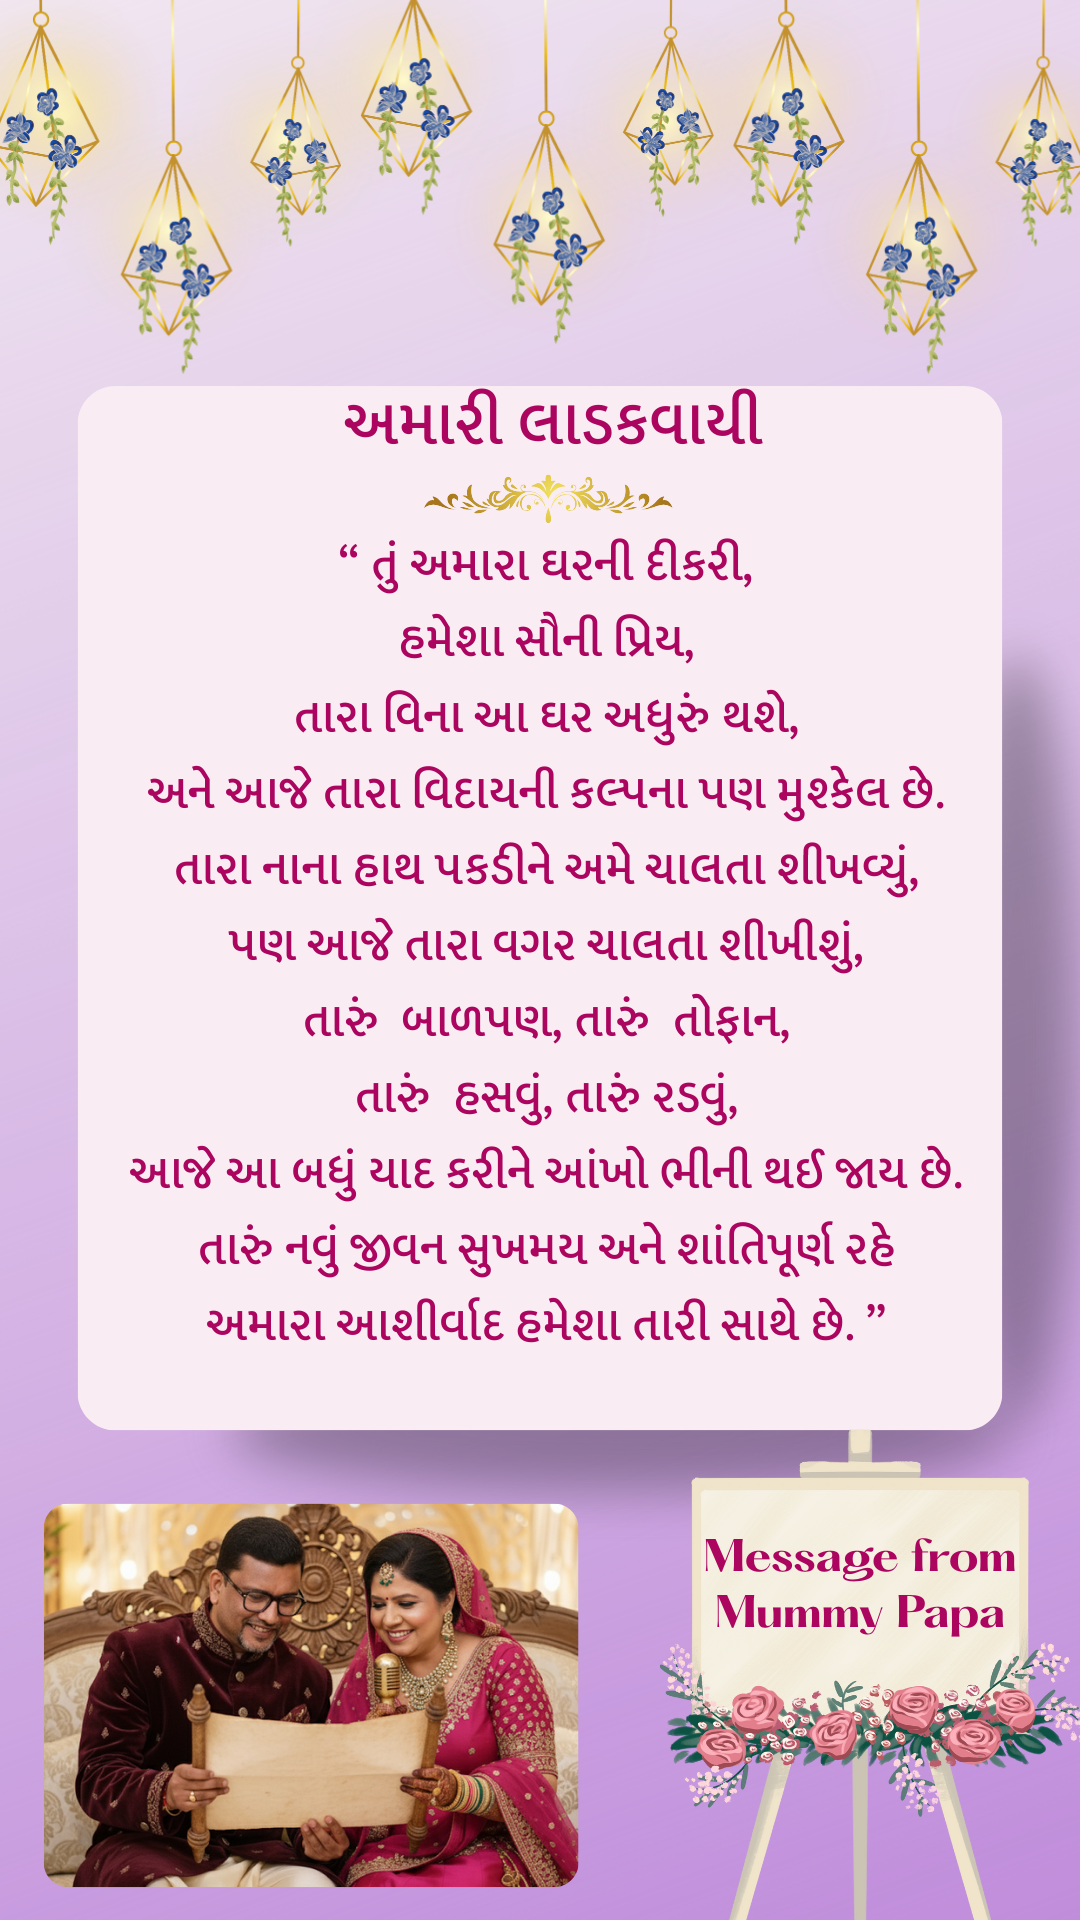 અમારી લાડકવાયી
“ તું અમારા ઘરની દીકરી,
હમેશા સૌની પ્રિય,
તારા વિના આ ઘર અધુરું થશે,
અને આજે તારા વિદાયની કલ્પના પણ મુશ્કેલ છે.
તારા નાના હાથ પકડીને અમે ચાલતા શીખવ્યું,
પણ આજે તારા વગર ચાલતા શીખીશું,
તારું બાળપણ, તારું તોફાન,
તારું હસવું, તારું રડવું,
આજે આ બધું યાદ કરીને આંખો ભીની થઈ જાય છે.
તારું નવું જીવન સુખમય અને શાંતિપૂર્ણ રહે
અમારા આશીર્વાદ હમેશા તારી સાથે છે. ”
Message from
Mummy Papa